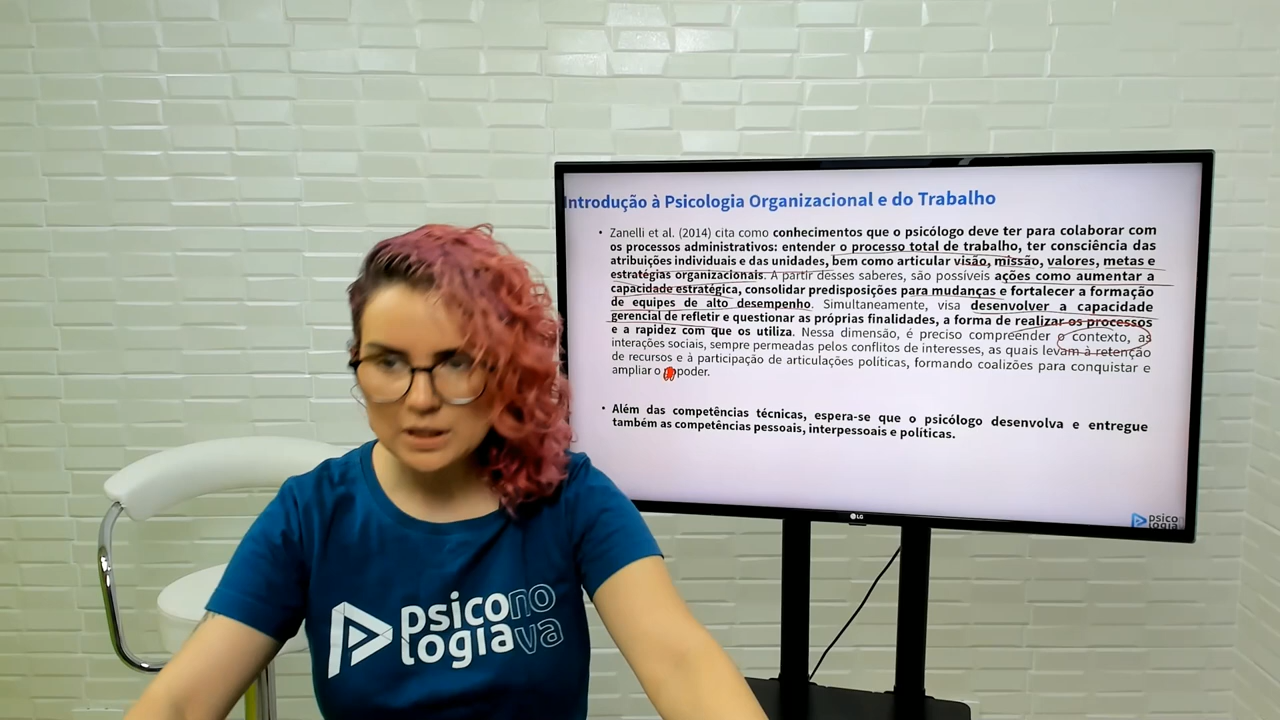 Introdução à Psicologia Organizacional e do Trabalho
• Zanelli et al. (2014) cita como conhecimentos que o psicólogo deve ter para colaborar com
os processos administrativos: entender o processo total de trabalho, ter consciência das
atribuições individuais e das unidades, bem como articular visão, missão, valores, metas e
estratégias organizacionais. A partir desses saberes, são possíveis ações como aumentar a
capacidade estratégica, consolidar predisposições para mudanças e fortalecer a formação
de equipes de alto desempenho. Simultaneamente, visa desenvolver a capacidade
gerencial de refletir e questionar as próprias finalidades, a forma de realizar os processos
e a rapidez com que os utiliza. Nessa dimensão, é preciso compreender o contexto, as
interações sociais, sempre permeadas pelos conflitos de interesses, as quais levam à retenção
de recursos e à participação de articulações políticas, formando coalizões para conquistar e
ampliar o poder.
• Além das competências técnicas, espera-se que o psicólogo desenvolva e entregue
também as competências pessoais, interpessoais e políticas.
psico
logia
LG
psicono
logiava